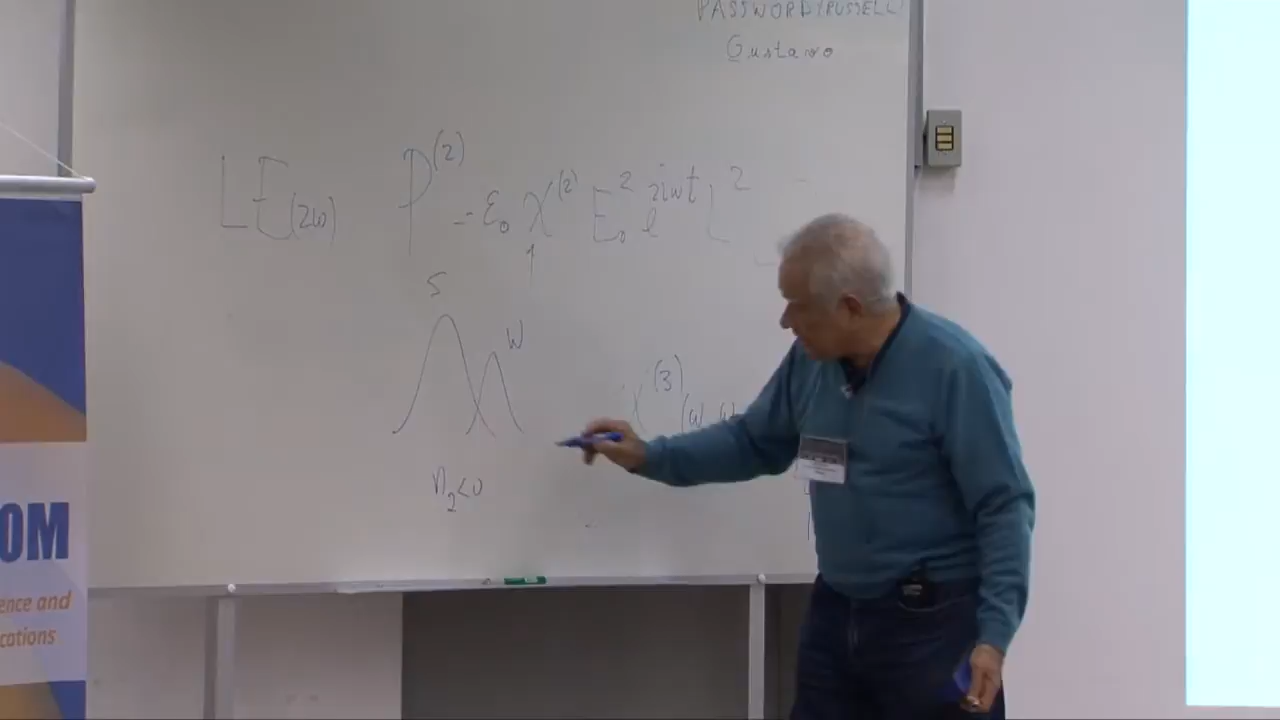 PASSWORD (RUSSELL)
Gustavo
LE(2ω) P^(2) = ε₀ χ^(2) E₀² e^2iωt L²
S
W
χ^(3) (ω, ω
n₂<0
OM
ence and
cations